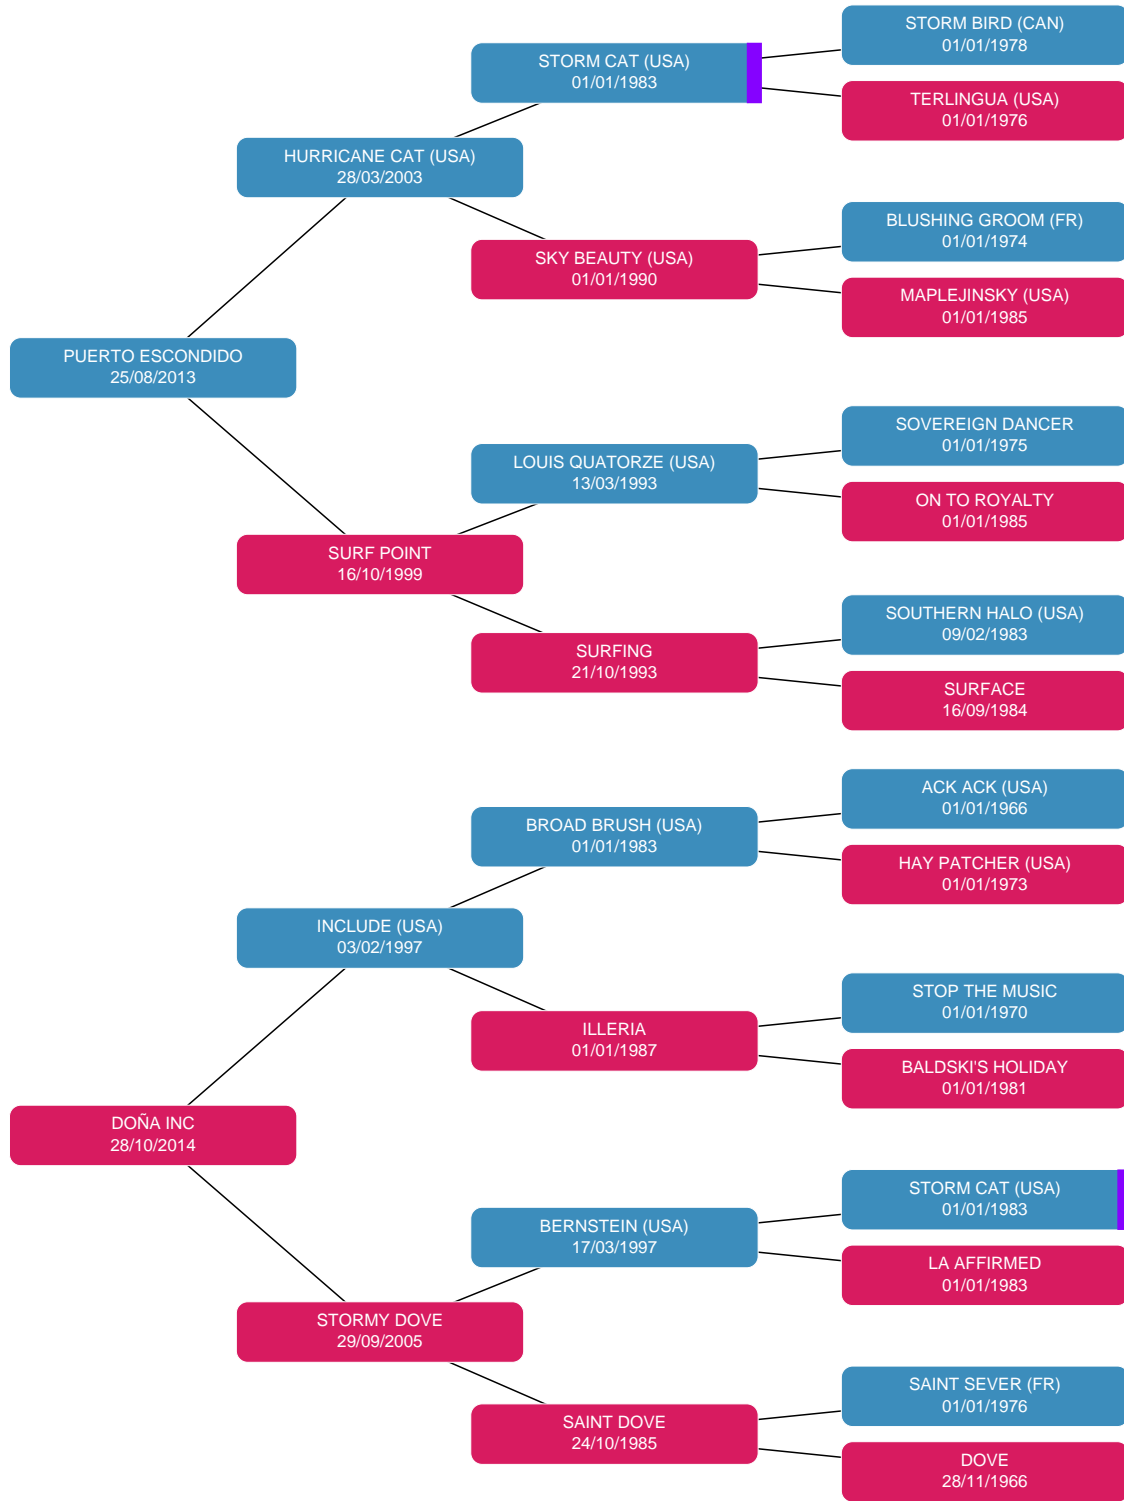 STORM BIRD (CAN)
01/01/1978
STORM CAT (USA)
01/01/1983
TERLINGUA (USA)
01/01/1976
HURRICANE CAT (USA)
28/03/2003
BLUSHING GROOM (FR)
01/01/1974
SKY BEAUTY (USA)
01/01/1990
MAPLEJINSKY (USA)
01/01/1985
PUERTO ESCONDIDO
25/08/2013
SOVEREIGN DANCER
01/01/1975
LOUIS QUATORZE (USA)
13/03/1993
ON TO ROYALTY
01/01/1985
SURF POINT
16/10/1999
SOUTHERN HALO (USA)
09/02/1983
SURFING
21/10/1993
SURFACE
16/09/1984
ACK ACK (USA)
01/01/1966
BROAD BRUSH (USA)
01/01/1983
HAY PATCHER (USA)
01/01/1973
INCLUDE (USA)
03/02/1997
STOP THE MUSIC
01/01/1970
ILLERIA
01/01/1987
BALDSKI'S HOLIDAY
01/01/1981
DOÑA INC
28/10/2014
STORM CAT (USA)
01/01/1983
BERNSTEIN (USA)
17/03/1997
LA AFFIRMED
01/01/1983
STORMY DOVE
29/09/2005
SAINT SEVER (FR)
01/01/1976
SAINT DOVE
24/10/1985
DOVE
28/11/1966